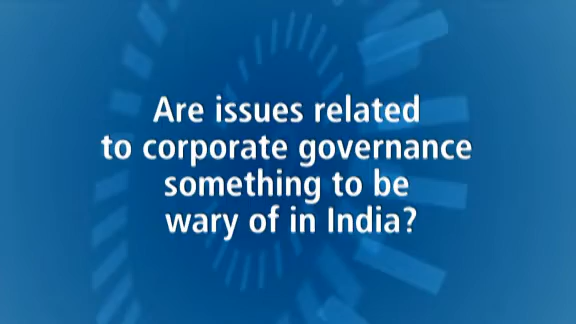 Are issues related
to corporate governance
something to be
wary of in India?